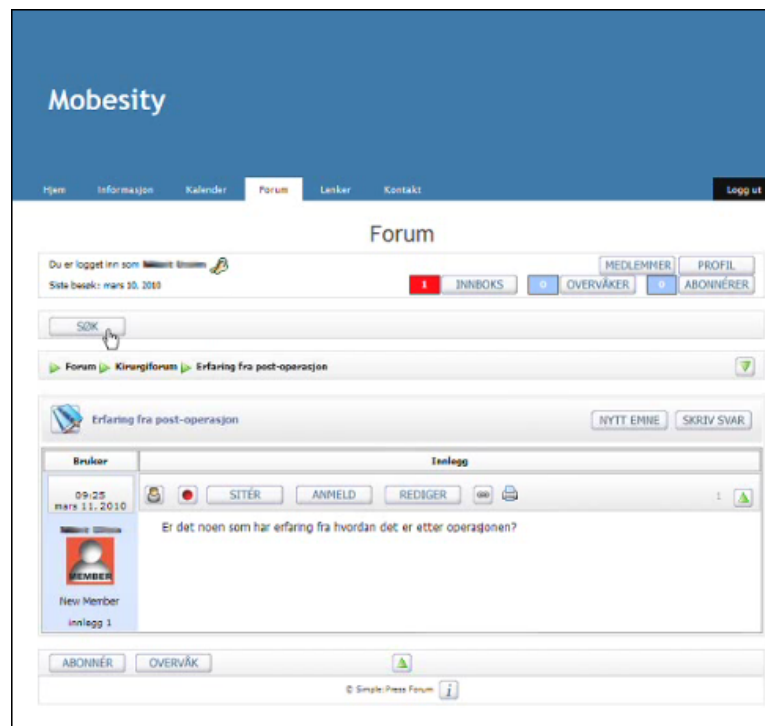 Mobesity
Hjem Informasjon Kalender Forum Lenker Kontakt Logg ut
Forum
Du er logget inn som
MEDLEMMER PROFIL
Siste besøk: mars 10, 2010
1 INNBOKS 0 OVERVÅKER 0 ABONNÉRER
SØK
Forum Kirurgiforum Erfaring fra post-operasjon
Erfaring fra post-operasjon NYTT EMNE SKRIV SVAR
Bruker Innlegg
09:25
mars 11, 2010
SITÉR ANMELD REDIGER 1
Er det noen som har erfaring fra hvordan det er etter operasjonen?
MEMBER
New Member
innlegg 1
ABONNÉR OVERVÅK
© Simple:Press Forum i